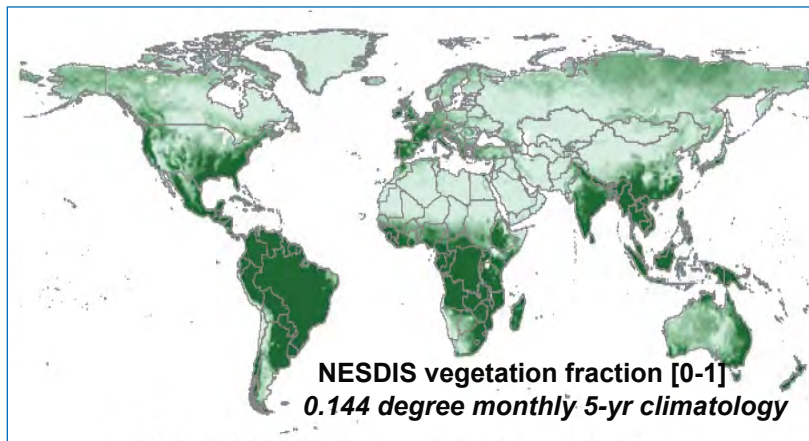 NESDIS vegetation fraction [0-1]
0.144 degree monthly 5-yr climatology